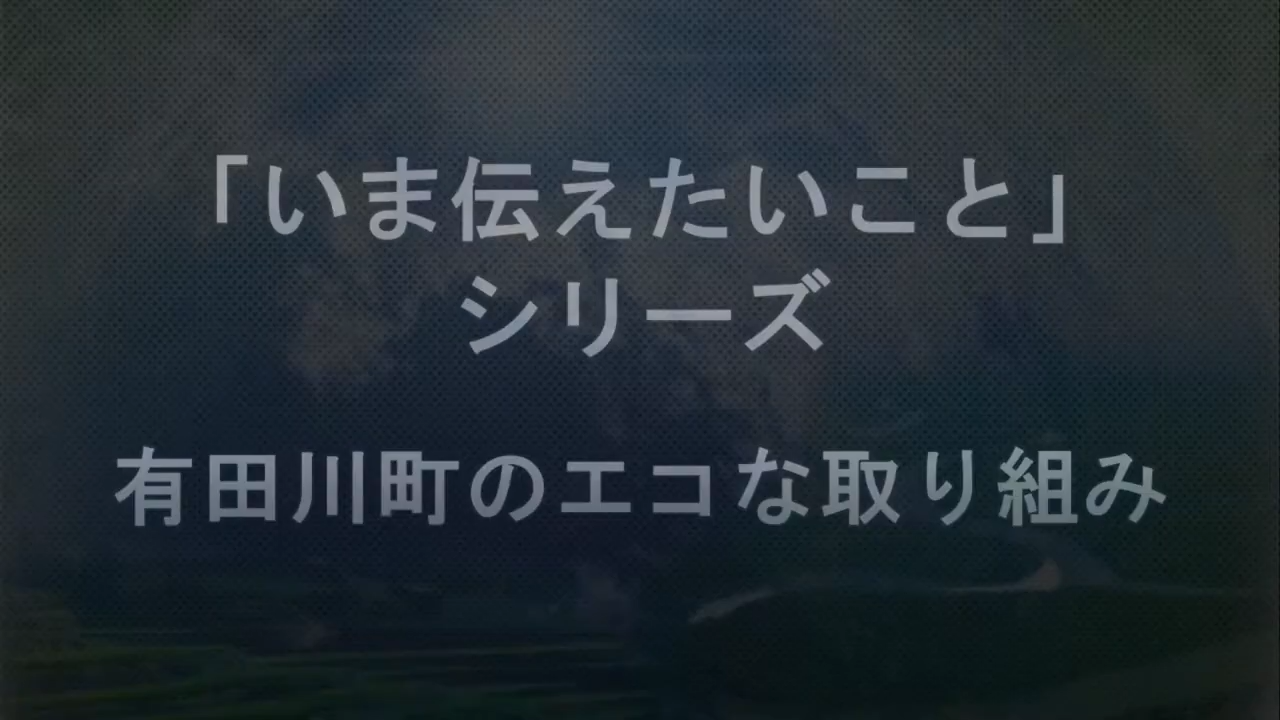 「いま伝えたいこと」
シリーズ
有田川町のエコな取り組み